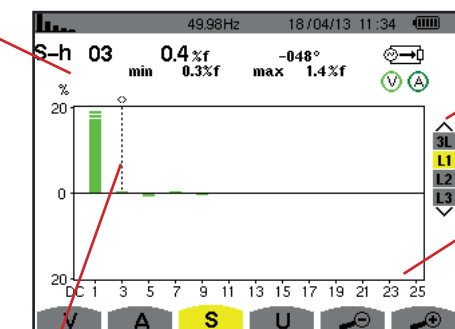 49.98Hz 18/04/13 11:34
S-h 03 0.4 %f -048°
min 0.3%f max 1.4%f
V A
%
20
3L
L1
L2
L3
0
20
DC 1 3 5 7 9 11 13 15 17 19 21 23 25
V A S U